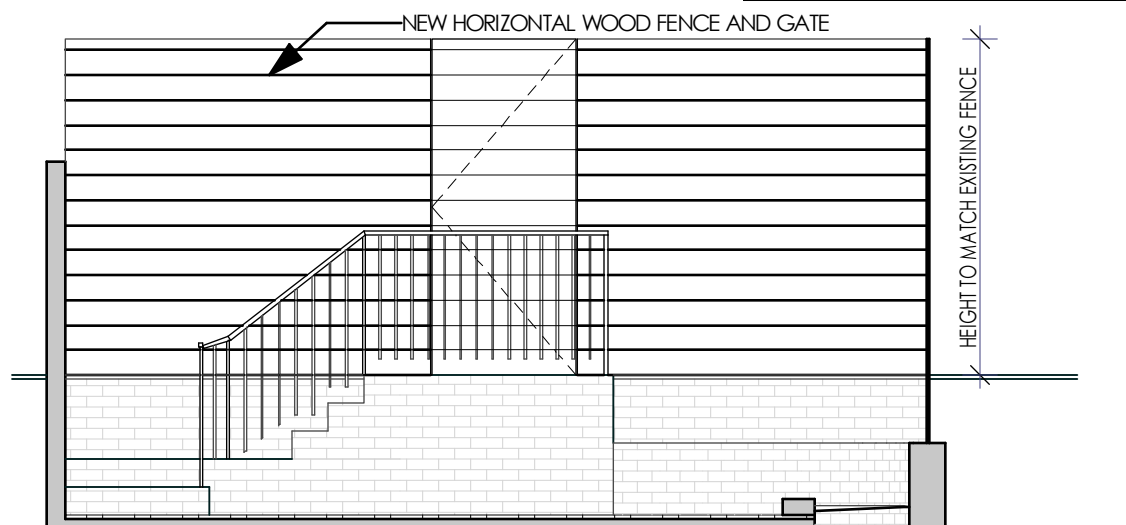 NEW HORIZONTAL WOOD FENCE AND GATE
HEIGHT TO MATCH EXISTING FENCE